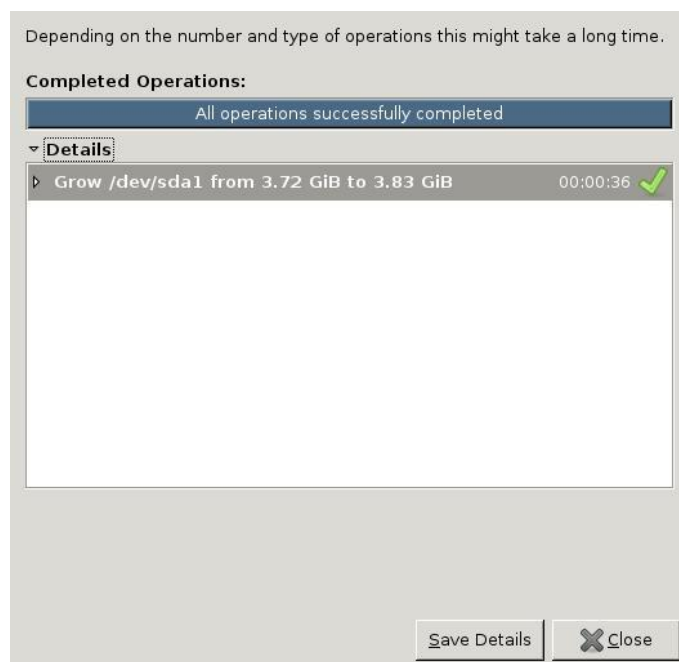 Depending on the number and type of operations this might take a long time.
Completed Operations:
All operations successfully completed
Details
Grow /dev/sda1 from 3.72 GiB to 3.83 GiB 00:00:36
Save Details Close